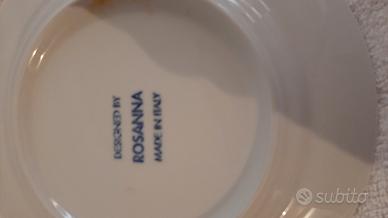 DESIGNED BY
ROSANNA
MADE IN ITALY
subito